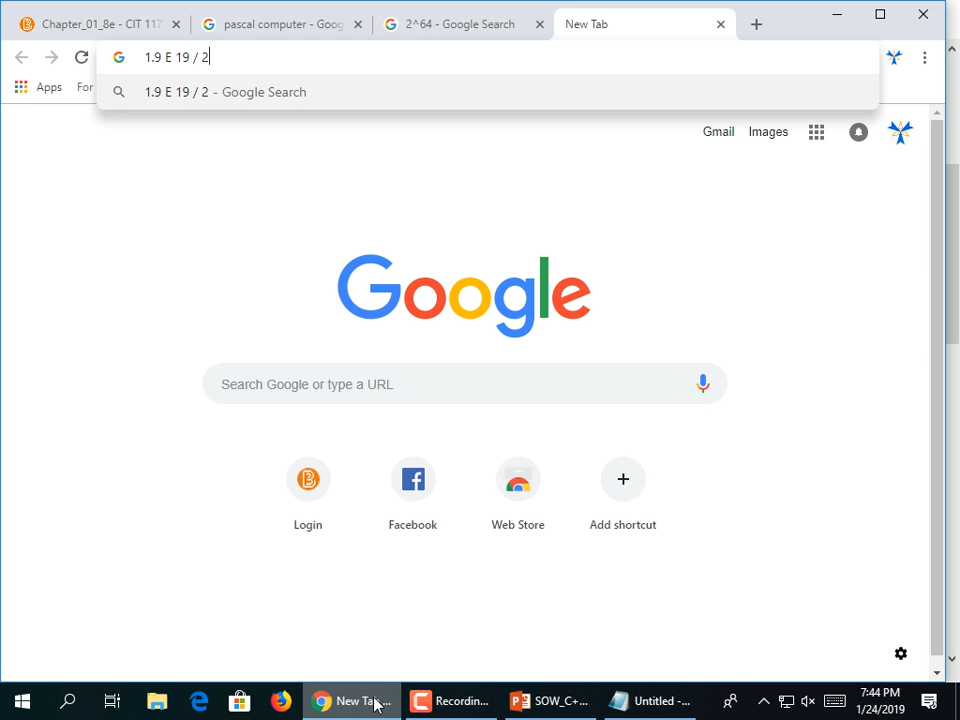 Chapter_01_8e - CIT 117
pascal computer - Goog
2^64 - Google Search
New Tab
1.9 E 19 / 2
Apps
For
1.9 E 19 / 2 - Google Search
Gmail
Images
Google
Search Google or type a URL
Login
Facebook
Web Store
Add shortcut
New Ta...
Recording...
SOW_C+...
Untitled -...
7:44 PM
1/24/2019